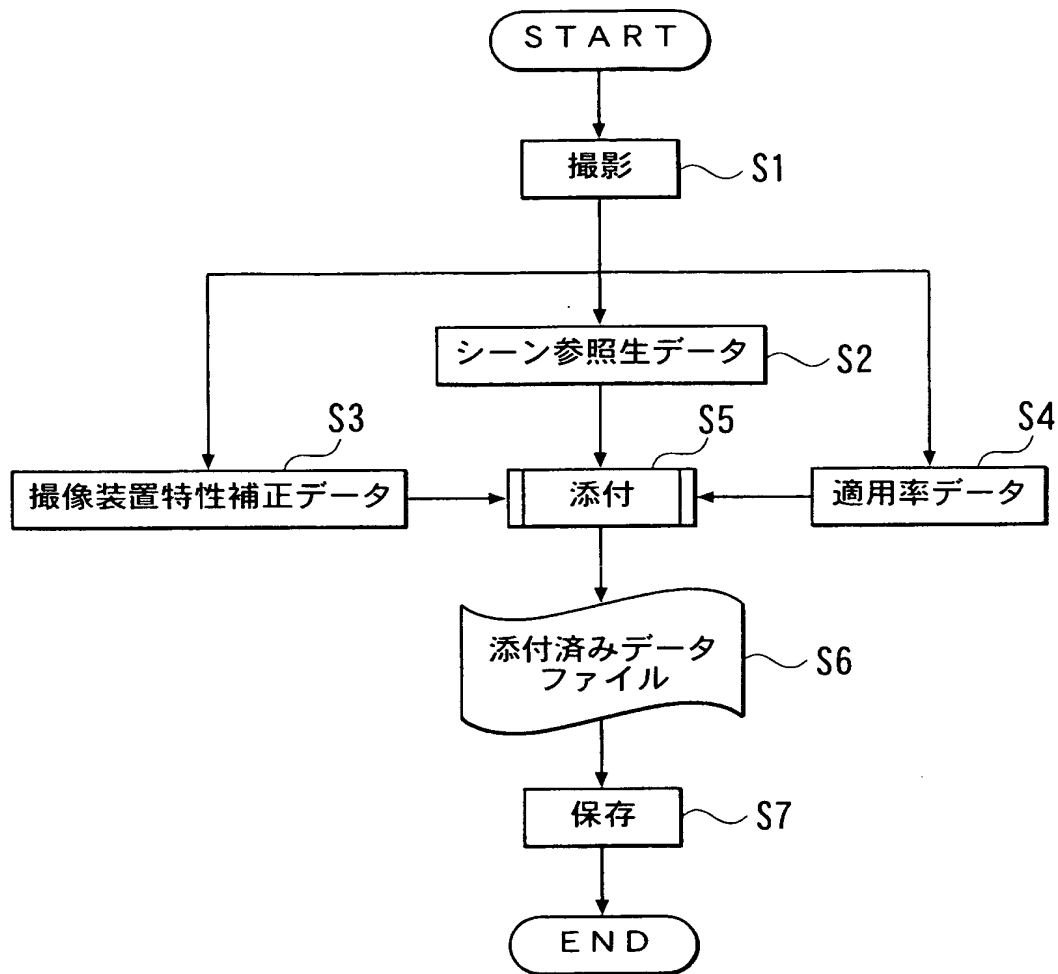 START
撮影
S1
シーン参照生データ
S2
S3
S5
S4
撮像装置特性補正データ
添付
適用率データ
添付済みデータ
ファイル
S6
保存
S7
END